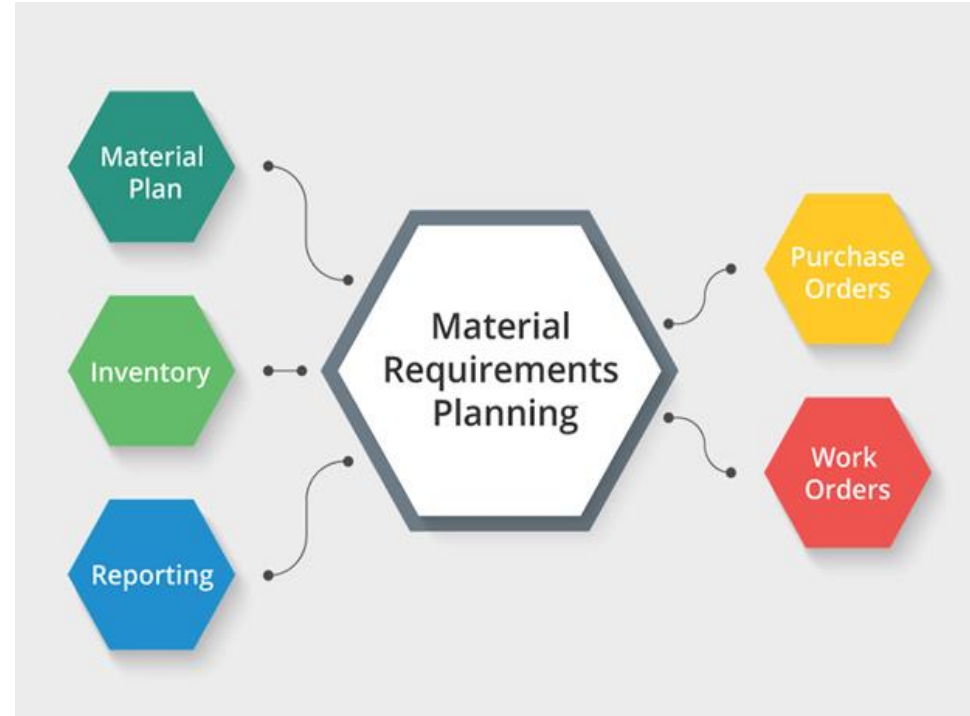 Material
Plan
Inventory
Reporting
Material
Requirements
Planning
Purchase
Orders
Work
Orders